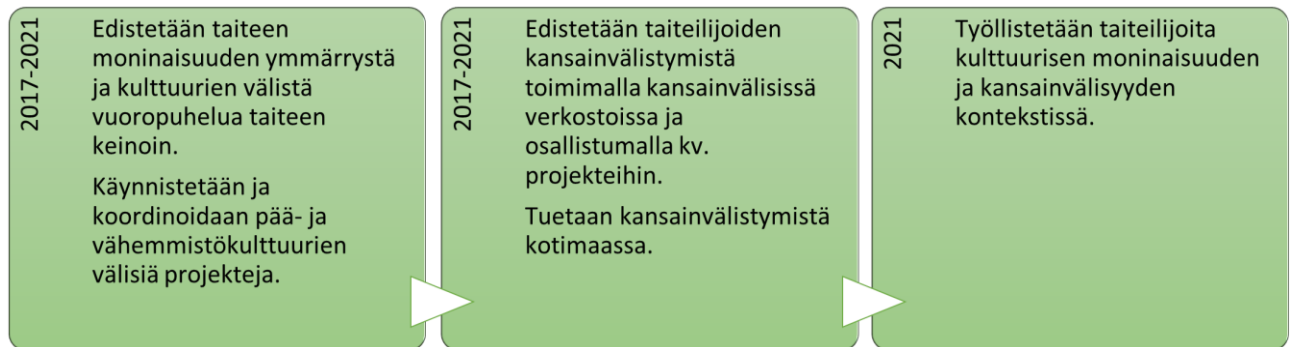 2017-2021
Edistetään taiteen
moninaisuuden ymmärrystä
ja kulttuurien välistä
vuoropuhelua taiteen
keinoin.
Käynnistetään ja
koordinoidaan pää- ja
vähemmistökulttuurien
välisiä projekteja.
2017-2021
Edistetään taiteilijoiden
kansainvälistymistä
toimimalla kansainvälisissä
verkostoissa ja
osallistumalla kv.
projekteihin.
Tuetaan kansainvälistymistä
kotimaassa.
2021
Työllistetään taiteilijoita
kulttuurisen moninaisuuden
ja kansainvälisyyden
kontekstissä.